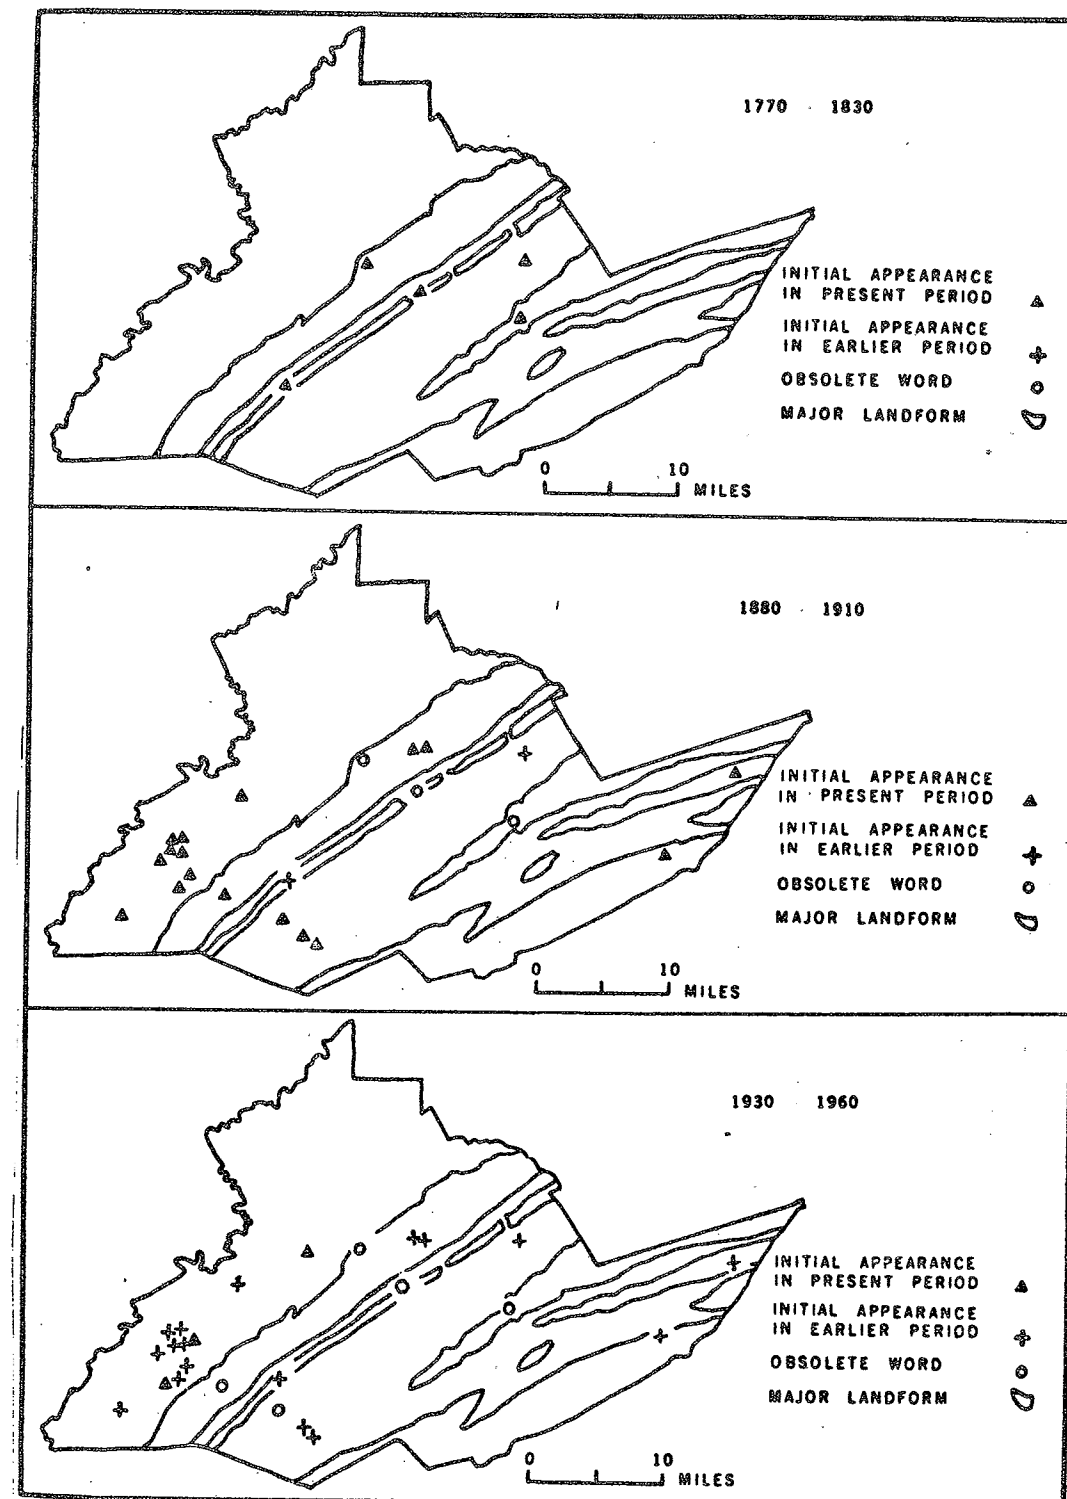 1770 - 1830
INITIAL APPEARANCE
IN PRESENT PERIOD
INITIAL APPEARANCE
IN EARLIER PERIOD
OBSOLETE WORD
MAJOR LANDFORM
0 10
MILES
1880 - 1910
INITIAL APPEARANCE
IN PRESENT PERIOD
INITIAL APPEARANCE
IN EARLIER PERIOD
OBSOLETE WORD
MAJOR LANDFORM
0 10
MILES
1930 1960
INITIAL APPEARANCE
IN PRESENT PERIOD
INITIAL APPEARANCE
IN EARLIER PERIOD
OBSOLETE WORD
MAJOR LANDFORM
0 10
MILES